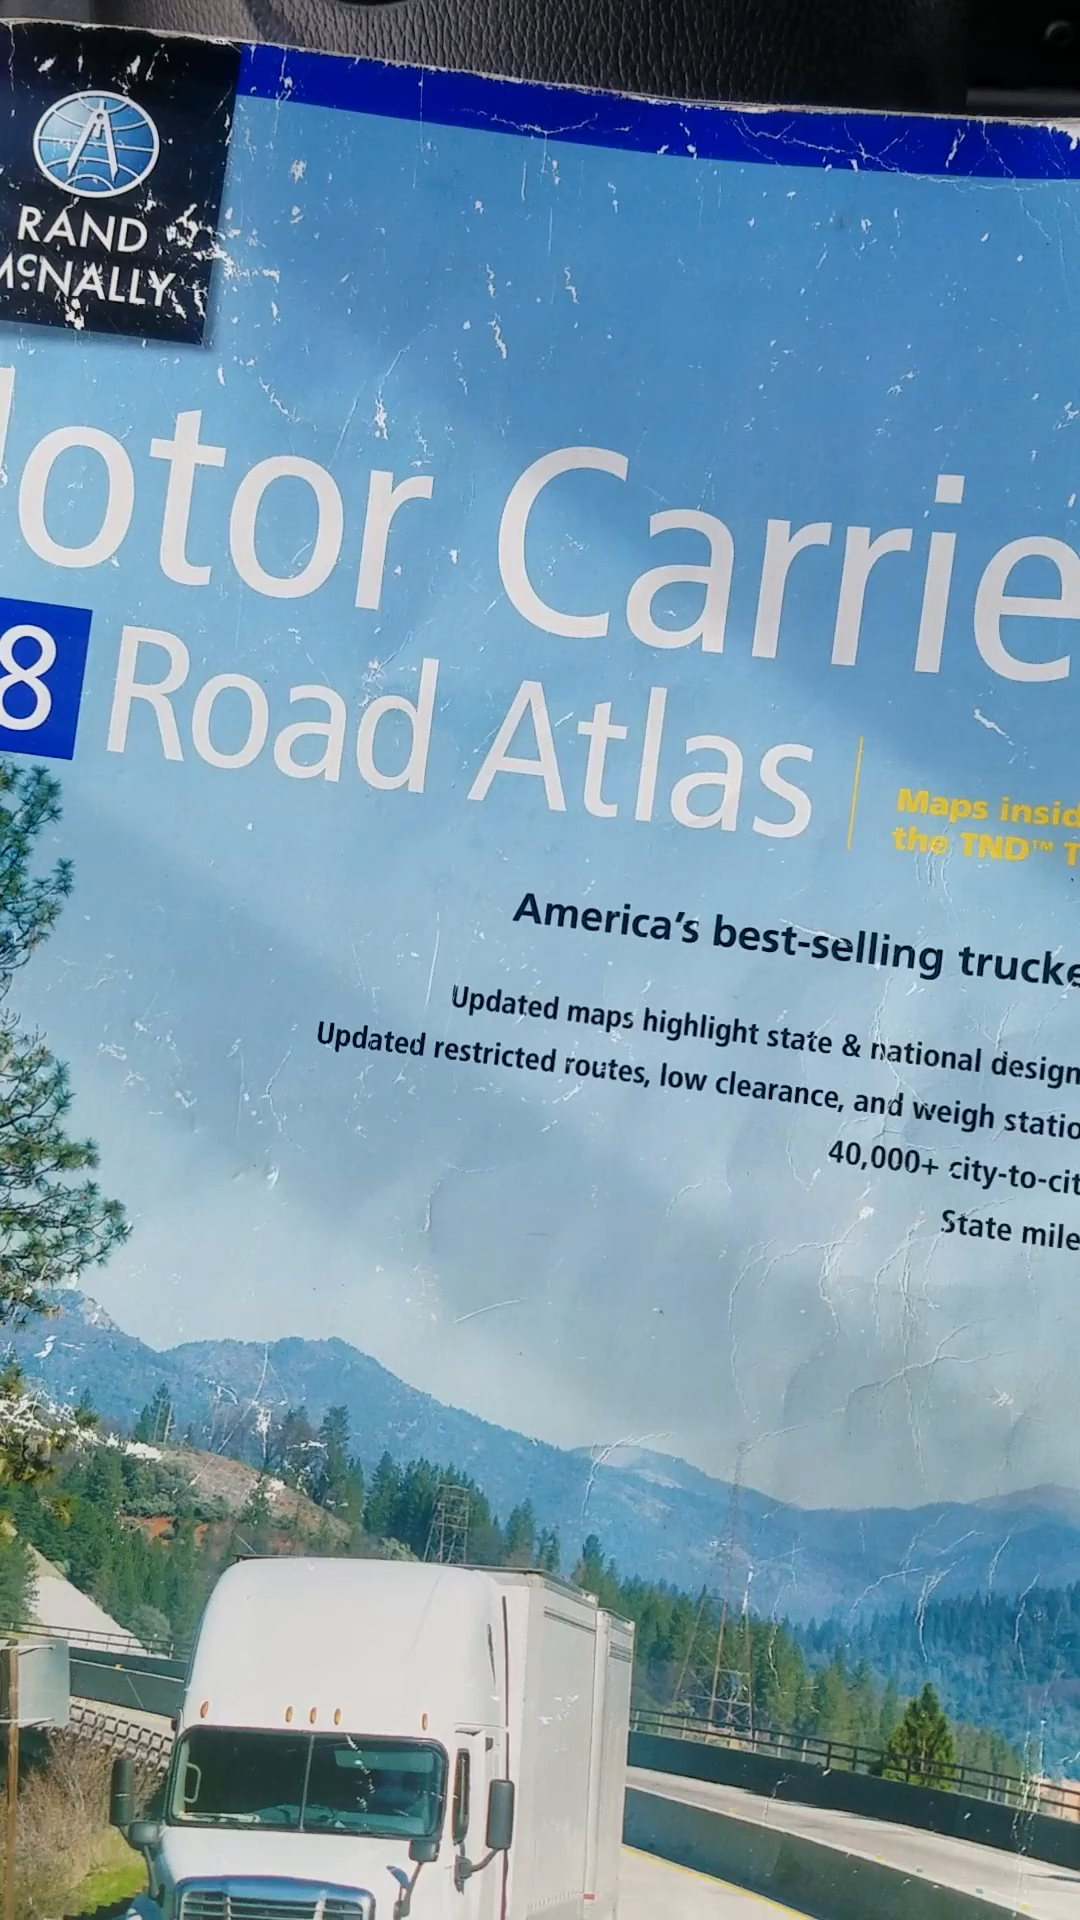 RAND
McNALLY
otor Carrie
8 Road Atlas
Maps insid
the TND™ T
America's best-selling trucke
Updated maps highlight state & national design
Updated restricted routes, low clearance, and weigh statio
40,000+ city-to-cit
State mile